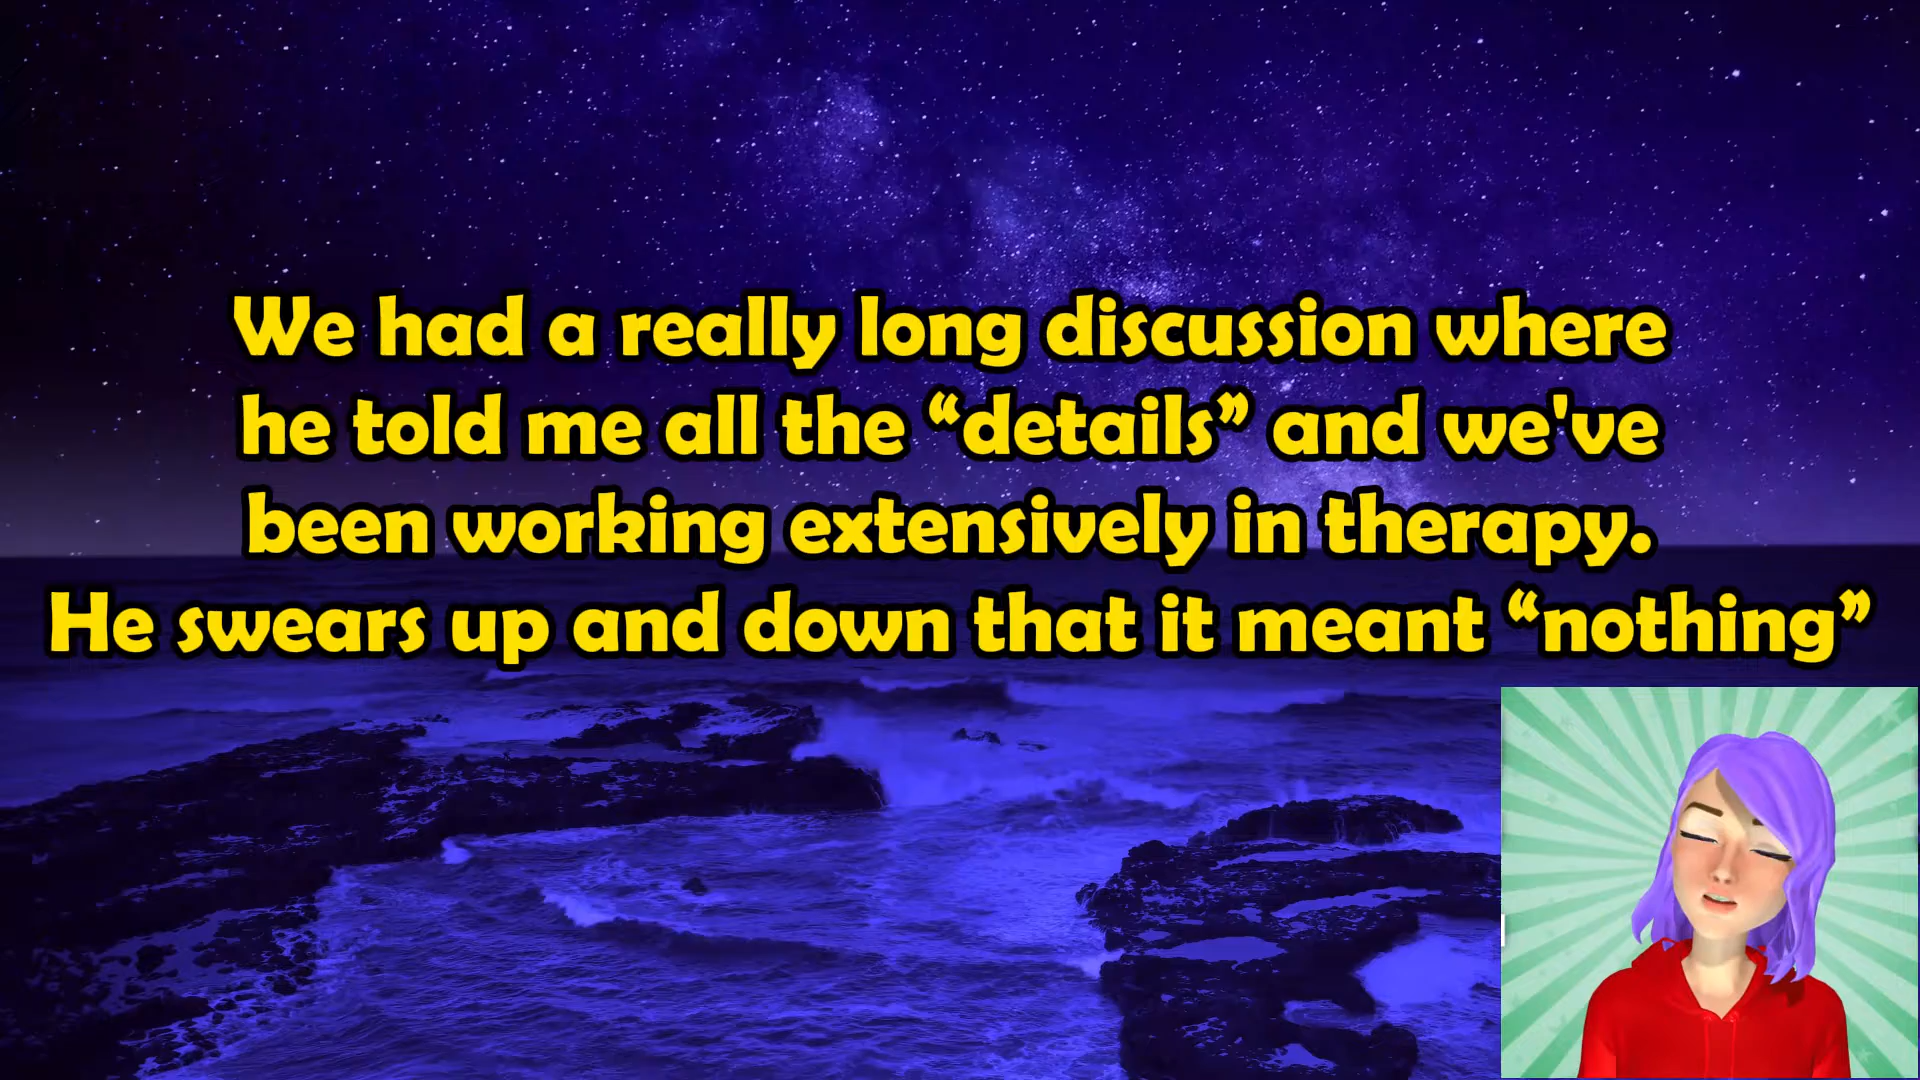 We had a really long discussion where
he told me all the “details” and we've
been working extensively in therapy.
He swears up and down that it meant “nothing”